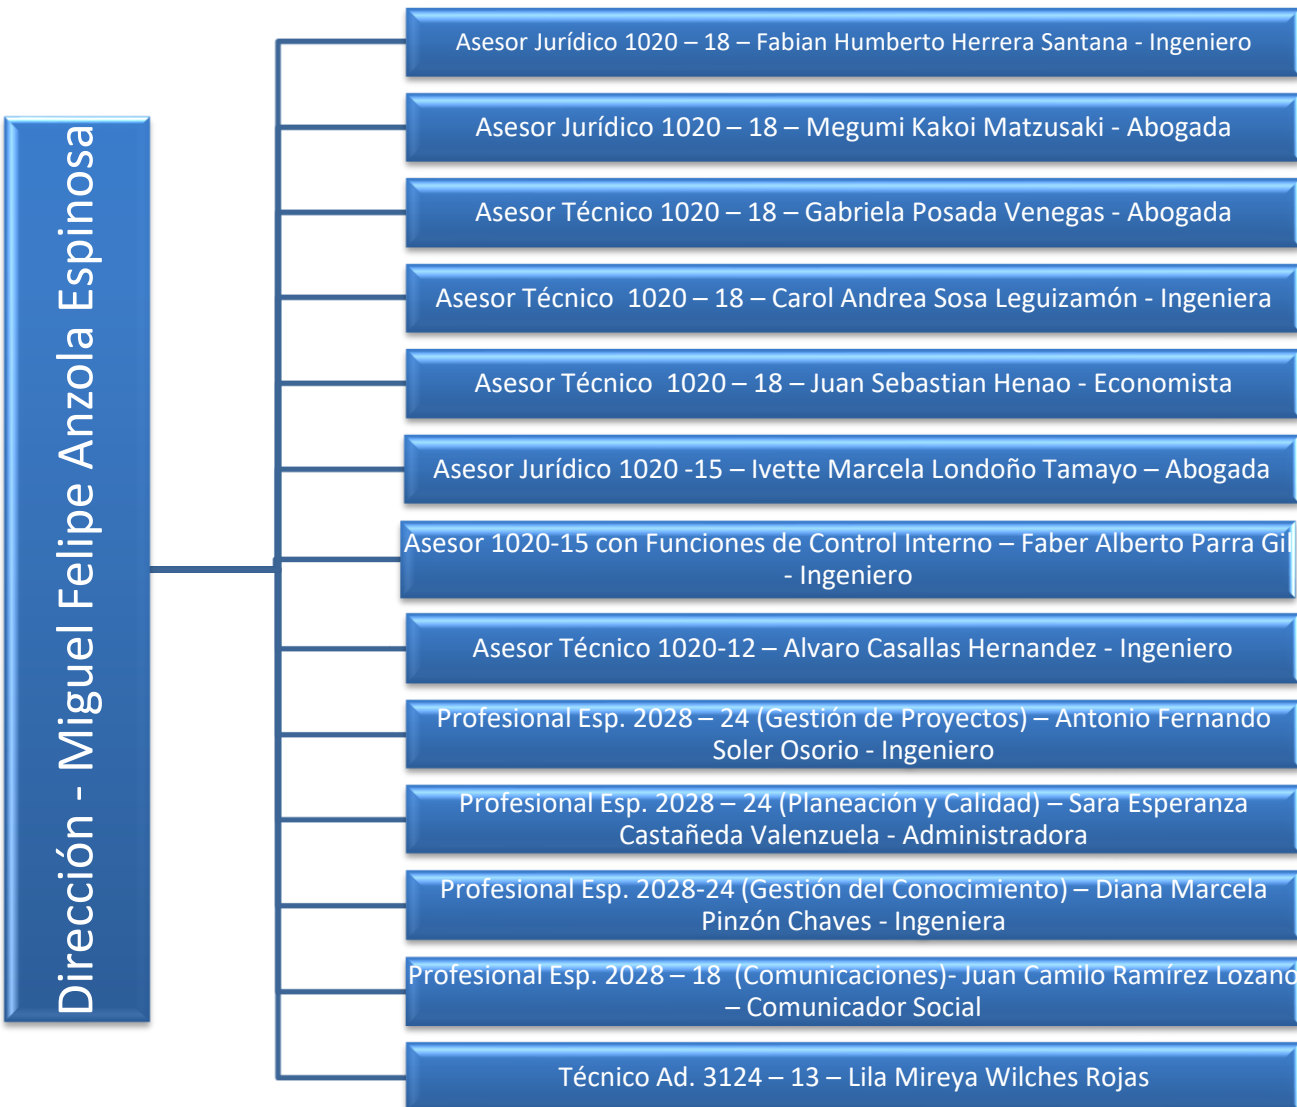 Dirección - Miguel Felipe Anzola Espinosa
Asesor Jurídico 1020 – 18 – Fabian Humberto Herrera Santana - Ingeniero
Asesor Jurídico 1020 – 18 – Megumi Kakoi Matzusaki - Abogada
Asesor Técnico 1020 – 18 – Gabriela Posada Venegas - Abogada
Asesor Técnico  1020 – 18 – Carol Andrea Sosa Leguizamón - Ingeniera
Asesor Técnico  1020 – 18 – Juan Sebastian Henao - Economista
Asesor Jurídico 1020 -15 – Ivette Marcela Londoño Tamayo – Abogada
Asesor 1020-15 con Funciones de Control Interno – Faber Alberto Parra Gil
- Ingeniero
Asesor Técnico 1020-12 – Alvaro Casallas Hernandez - Ingeniero
Profesional Esp. 2028 – 24 (Gestión de Proyectos) – Antonio Fernando
Soler Osorio - Ingeniero
Profesional Esp. 2028 – 24 (Planeación y Calidad) – Sara Esperanza
Castañeda Valenzuela - Administradora
Profesional Esp. 2028-24 (Gestión del Conocimiento) – Diana Marcela
Pinzón Chaves - Ingeniera
Profesional Esp. 2028 – 18  (Comunicaciones)- Juan Camilo Ramírez Lozano
– Comunicador Social
Técnico Ad. 3124 – 13 – Lila Mireya Wilches Rojas